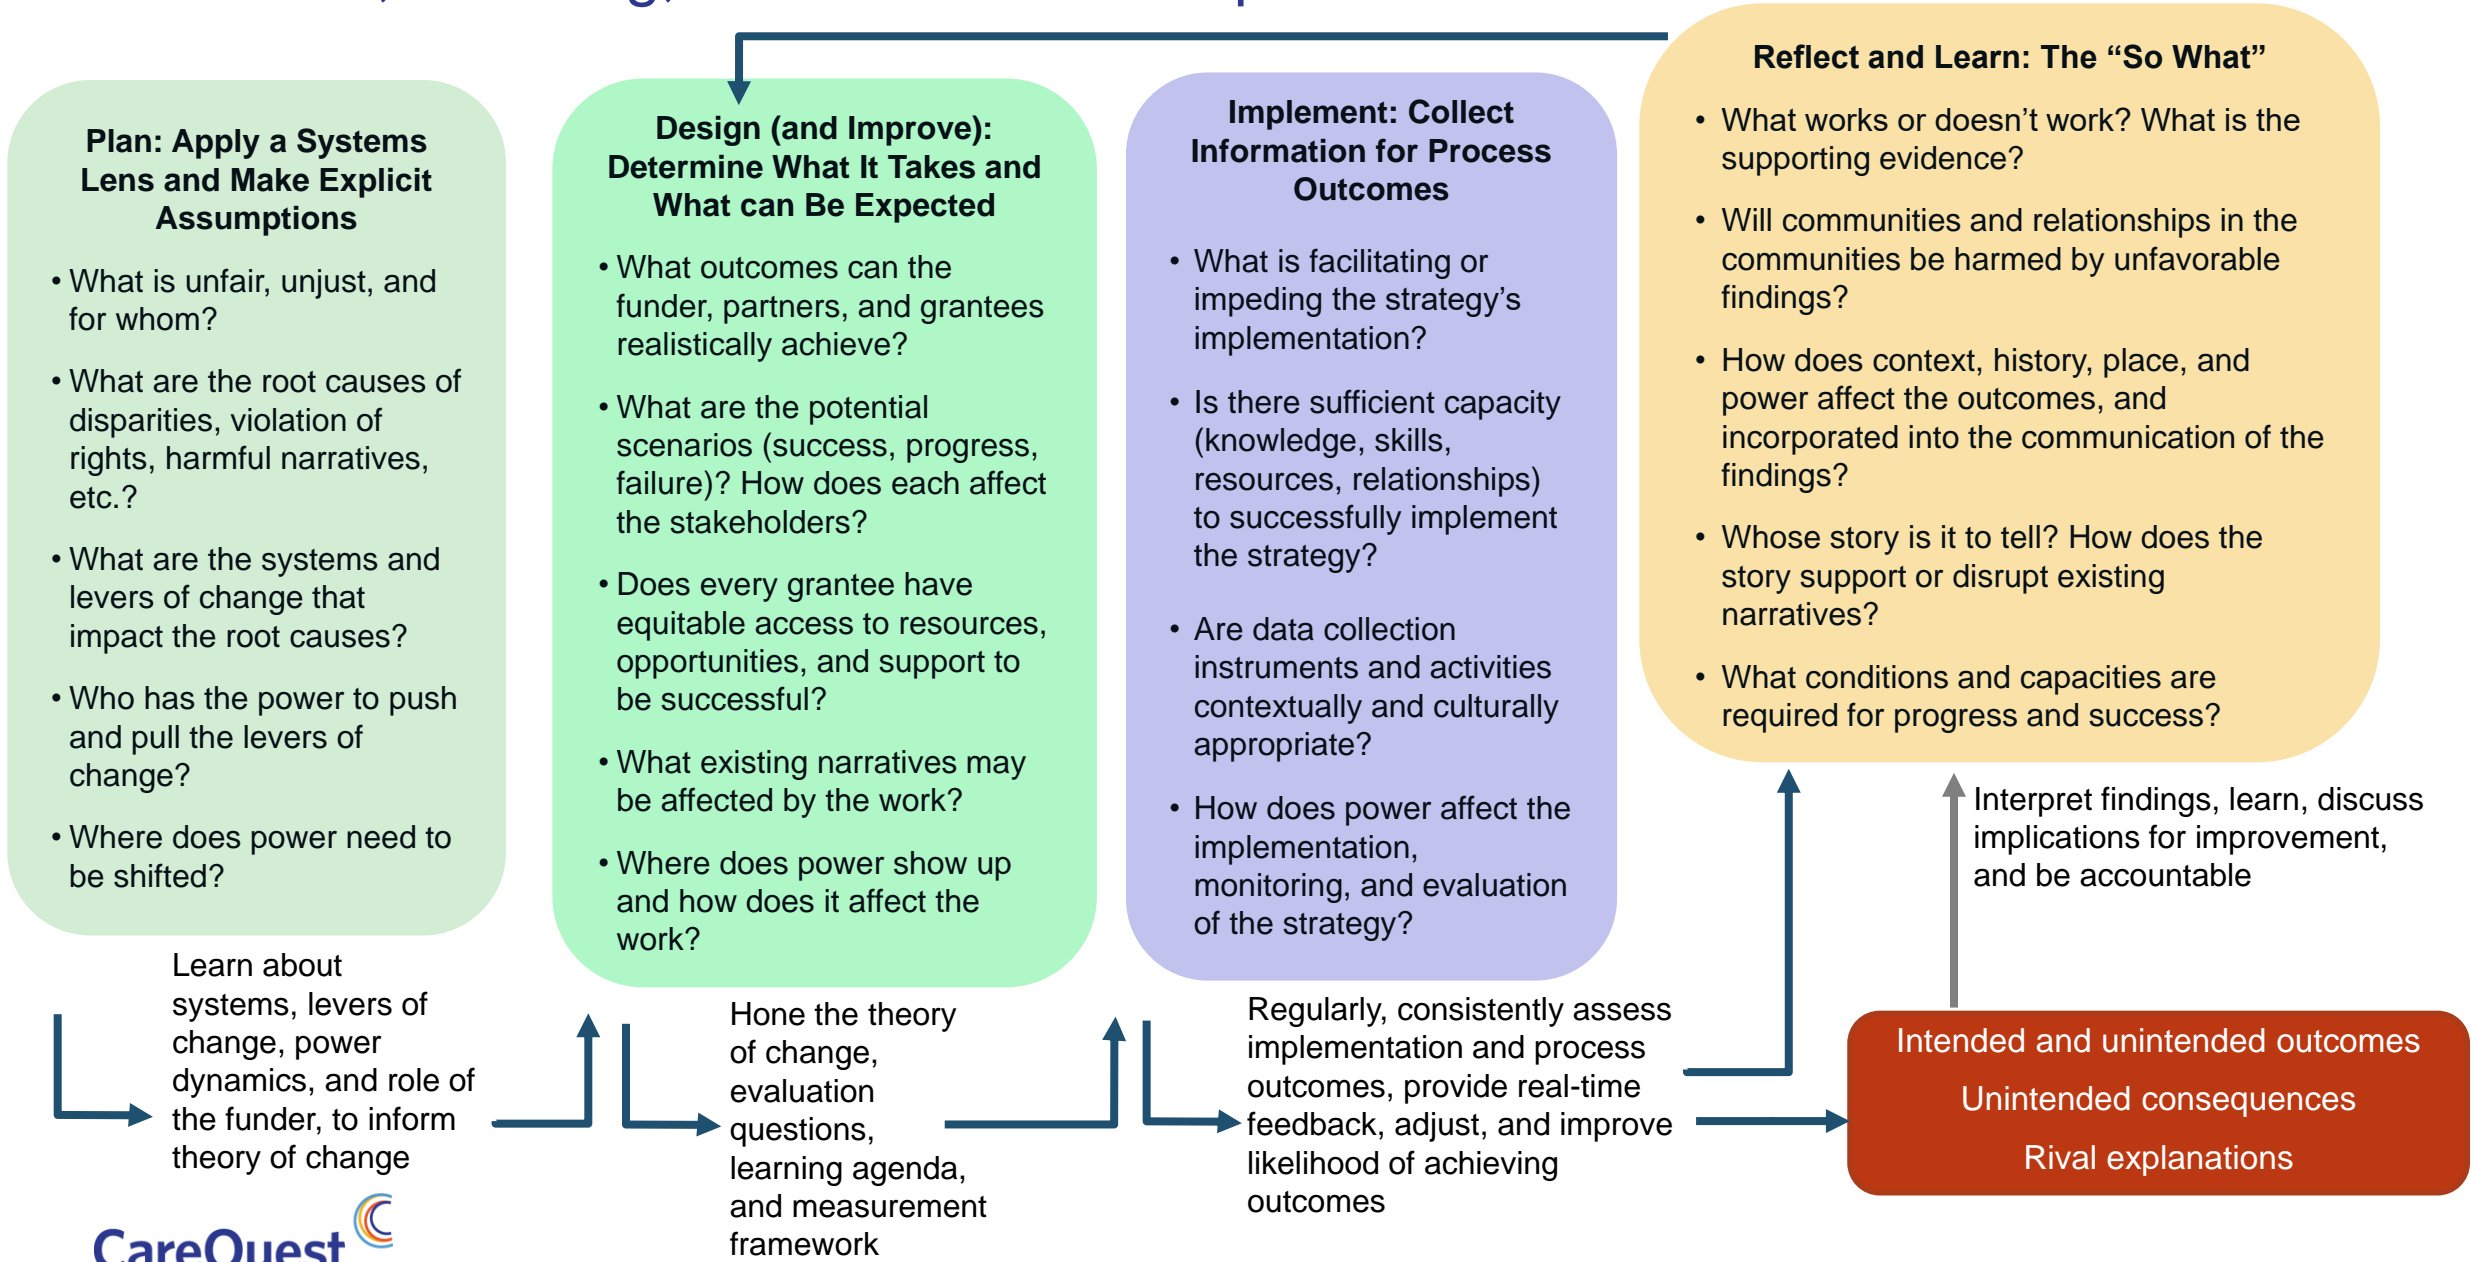 Plan: Apply a Systems
Lens and Make Explicit
Assumptions
• What is unfair, unjust, and
for whom?
• What are the root causes of
disparities, violation of
rights, harmful narratives,
etc.?
• What are the systems and
levers of change that
impact the root causes?
• Who has the power to push
and pull the levers of
change?
• Where does power need to
be shifted?
Learn about
systems, levers of
change, power
dynamics, and role of
the funder, to inform
theory of change
Design (and Improve):
Determine What It Takes and
What can Be Expected
• What outcomes can the
funder, partners, and grantees
realistically achieve?
• What are the potential
scenarios (success, progress,
failure)? How does each affect
the stakeholders?
• Does every grantee have
equitable access to resources,
opportunities, and support to
be successful?
• What existing narratives may
be affected by the work?
• Where does power show up
and how does it affect the
work?
Hone the theory
of change,
evaluation
questions,
learning agenda,
and measurement
framework
Implement: Collect
Information for Process
Outcomes
• What is facilitating or
impeding the strategy’s
implementation?
• Is there sufficient capacity
(knowledge, skills,
resources, relationships)
to successfully implement
the strategy?
• Are data collection
instruments and activities
contextually and culturally
appropriate?
• How does power affect the
implementation,
monitoring, and evaluation
of the strategy?
Regularly, consistently assess
implementation and process
outcomes, provide real-time
feedback, adjust, and improve
likelihood of achieving
outcomes
Reflect and Learn: The “So What”
• What works or doesn’t work? What is the
supporting evidence?
• Will communities and relationships in the
communities be harmed by unfavorable
findings?
• How does context, history, place, and
power affect the outcomes, and
incorporated into the communication of the
findings?
• Whose story is it to tell? How does the
story support or disrupt existing
narratives?
• What conditions and capacities are
required for progress and success?
Interpret findings, learn, discuss
implications for improvement,
and be accountable
Intended and unintended outcomes
Unintended consequences
Rival explanations
CareQuest